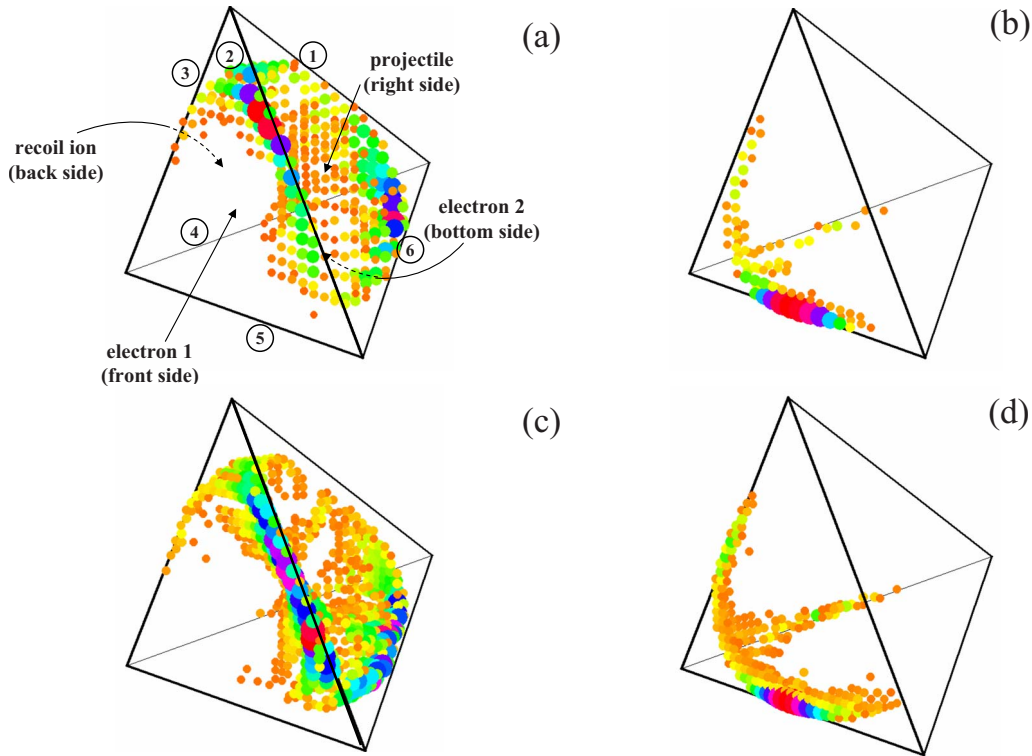 (a)
(b)
1
2
3
projectile
(right side)
recoil ion
(back side)
electron 2
(bottom side)
4
6
5
electron 1
(front side)
(c)
(d)